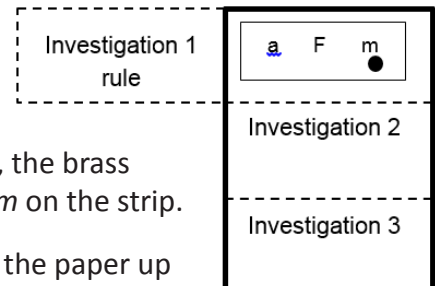 Investigation 1
rule
a F m
Investigation 2
, the brass
m on the strip.
Investigation 3
the paper up